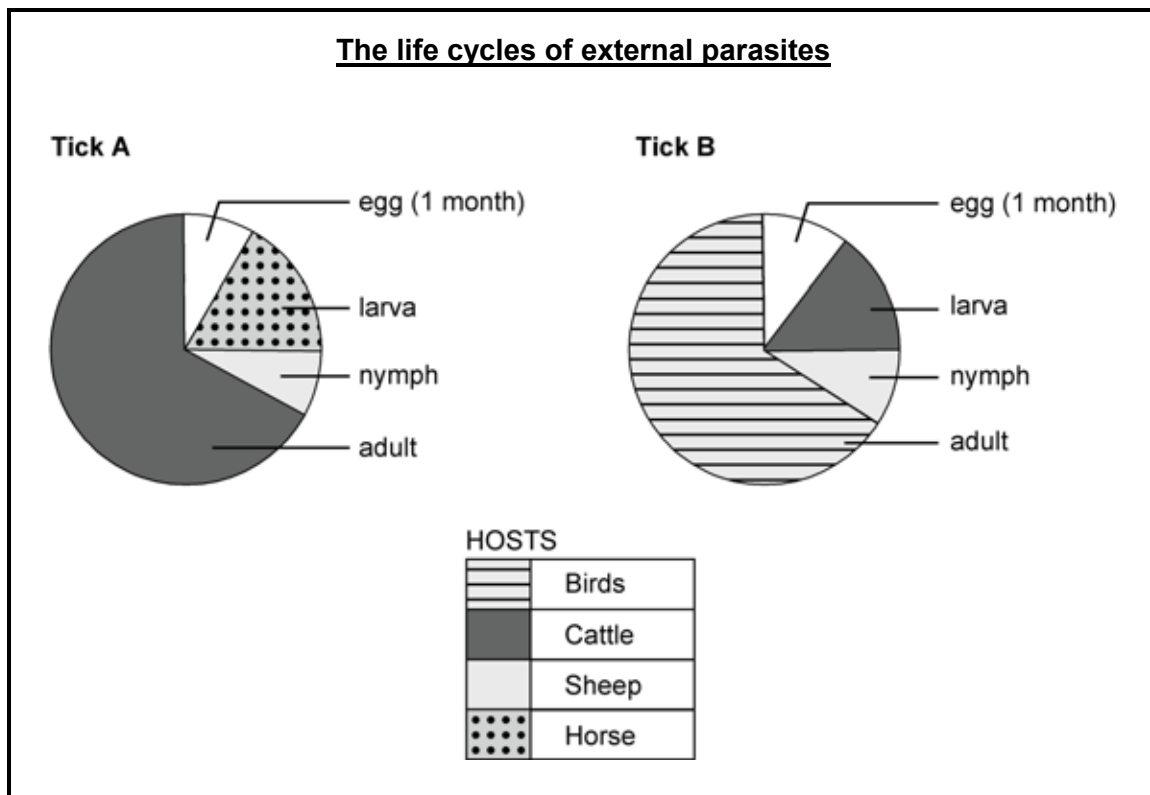 The life cycles of external parasites
Tick A
egg (1 month)
larva
nymph
adult
Tick B
egg (1 month)
larva
nymph
adult
HOSTS
Birds
Cattle
Sheep
Horse